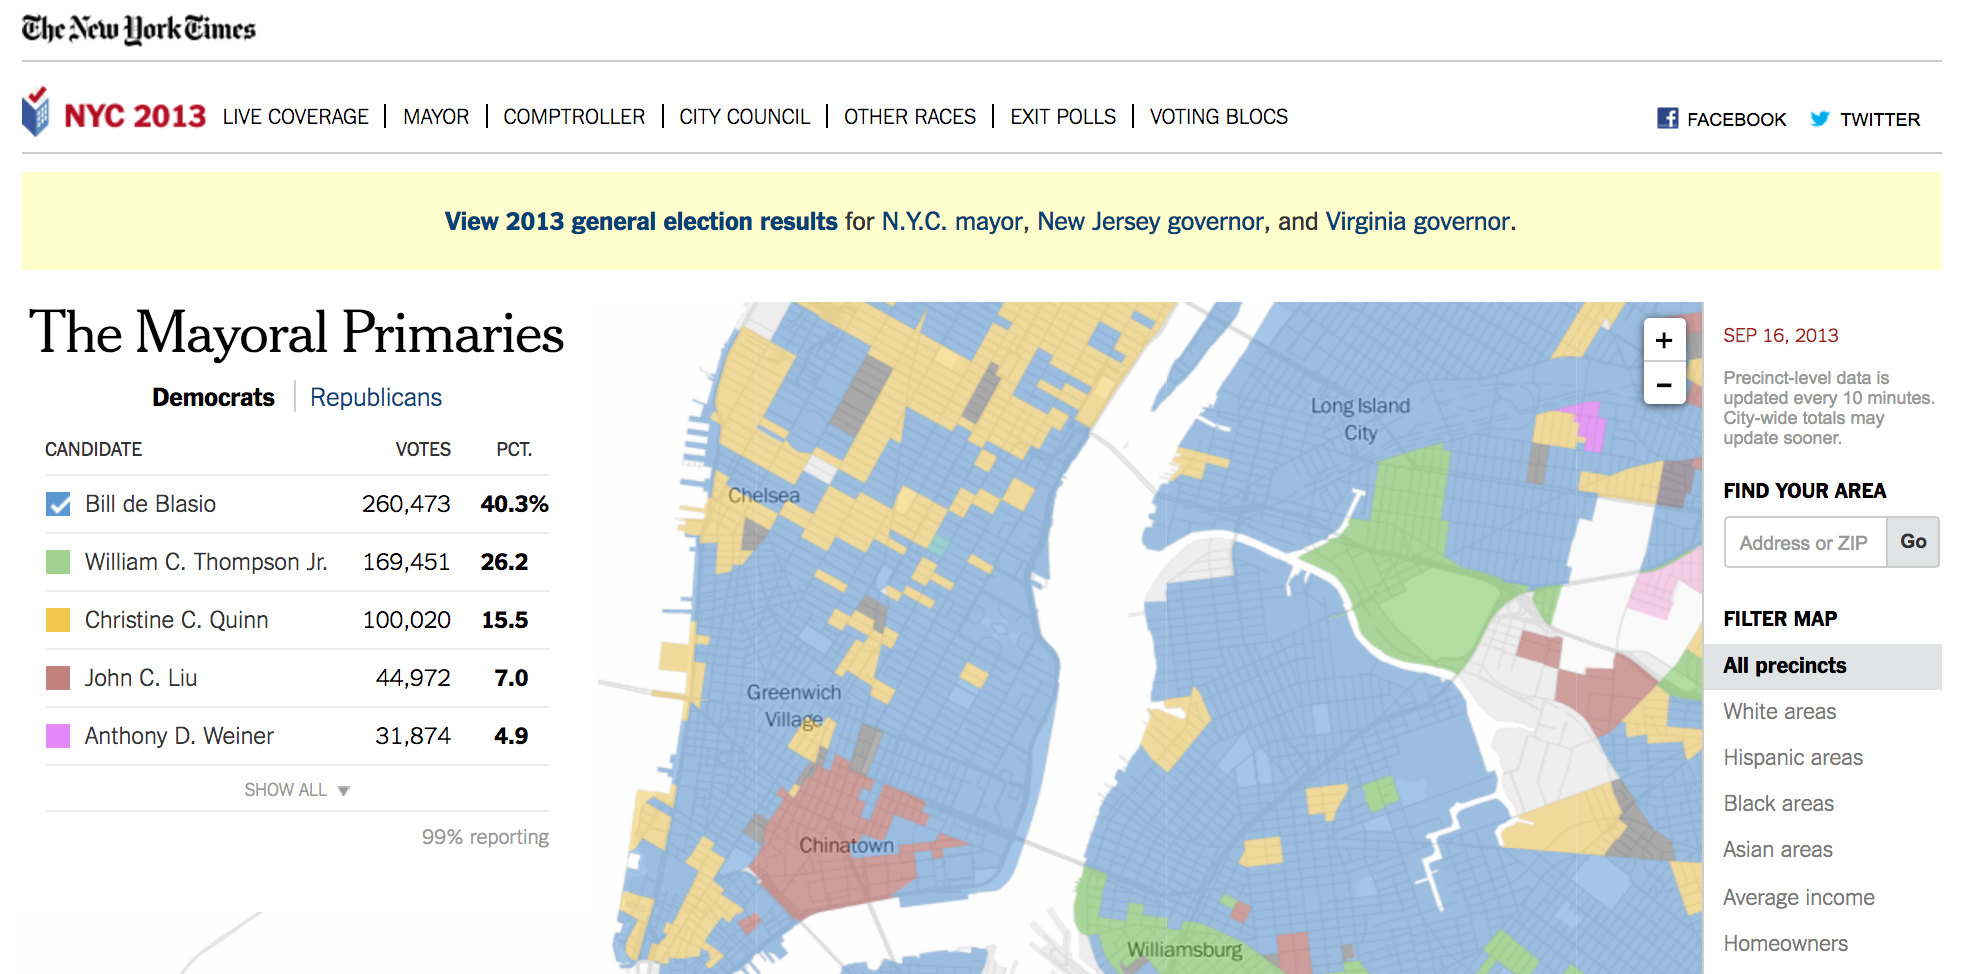 The New York Times
NYC 2013 LIVE COVERAGE MAYOR COMPTROLLER CITY COUNCIL OTHER RACES EXIT POLLS VOTING BLOCS FACEBOOK TWITTER
View 2013 general election results for N.Y.C. mayor, New Jersey governor, and Virginia governor.
The Mayoral Primaries
Democrats Republicans
CANDIDATE VOTES PCT.
Bill de Blasio 260,473 40.3%
William C. Thompson Jr. 169,451 26.2
Christine C. Quinn 100,020 15.5
John C. Liu 44,972 7.0
Anthony D. Weiner 31,874 4.9
SHOW ALL ▼
99% reporting
Chelsea
Greenwich
Village
Chinatown
Long Island
City
Williamsburg
+
−
SEP 16, 2013
Precinct-level data is
updated every 10 minutes.
City-wide totals may
update sooner.
FIND YOUR AREA
Address or ZIP Go
FILTER MAP
All precincts
White areas
Hispanic areas
Black areas
Asian areas
Average income
Homeowners